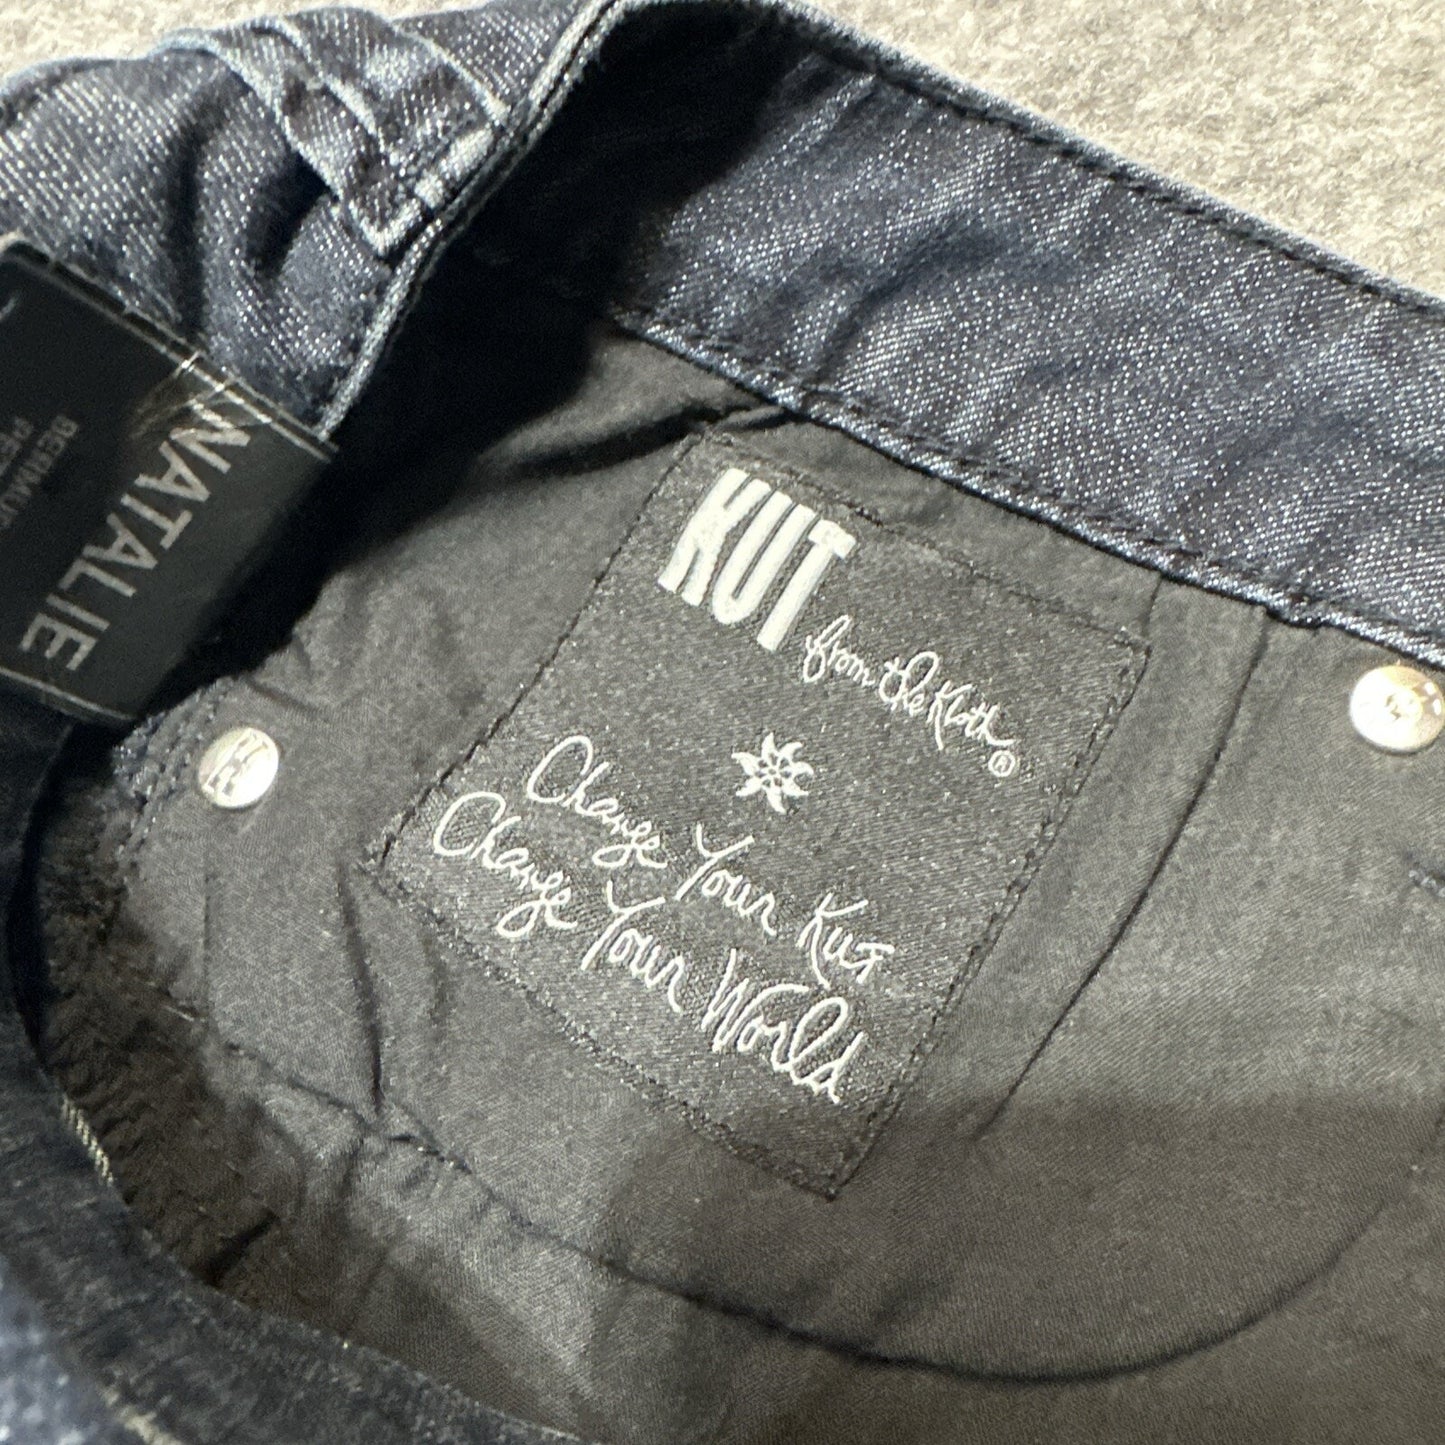 KUT
from the Kloth®
Change Your Kut
Change Your World
NATALIE